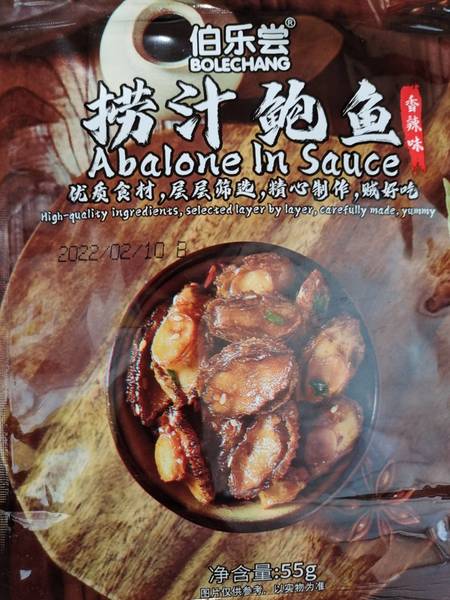 伯乐尝®
BOLECHANG
捞汁鲍鱼
香辣味
Abalone In Sauce
优质食材,层层筛选,精心制作,贼好吃
High-quality ingredienss, selected layer by layer, carefully made, yummy
2022/02/10 B
净含量:55g
图片仅供参考，以实物为准